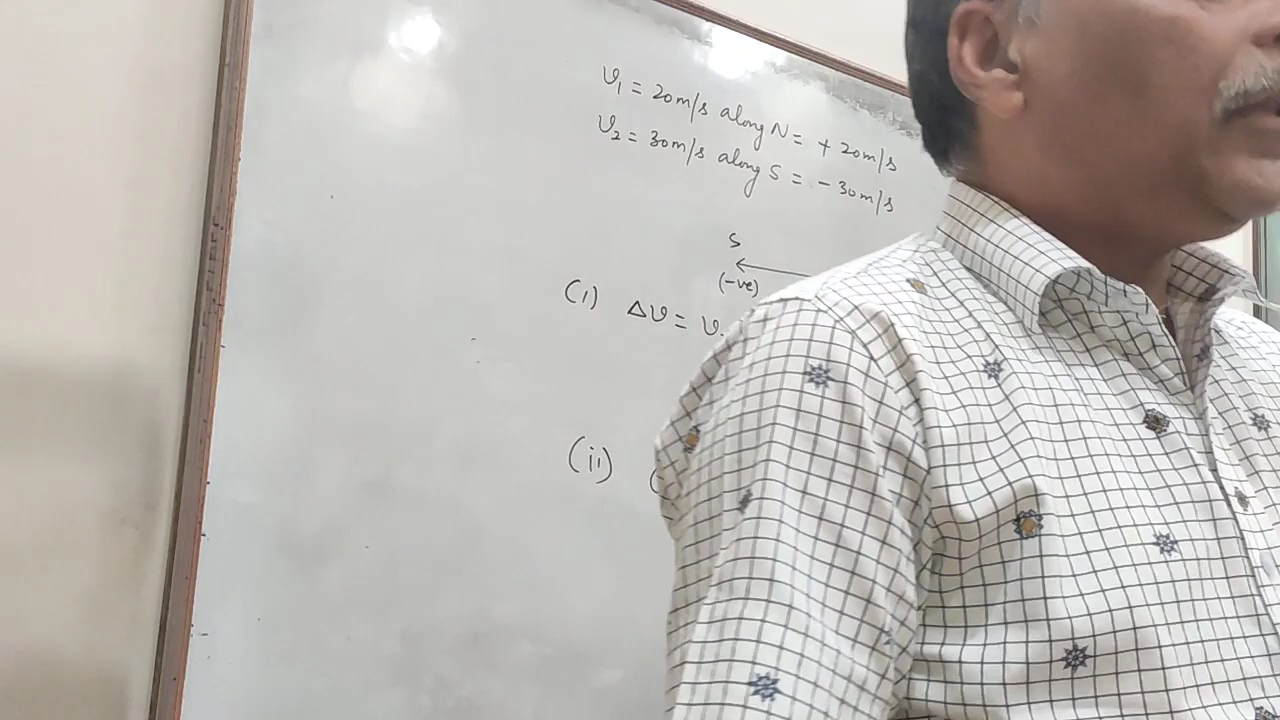 υ₁ = 20m/s along N = + 20m/s
υ₂ = 30m/s along S = - 30m/s
S
(-ve)
(i) Δυ = υ
(ii) (